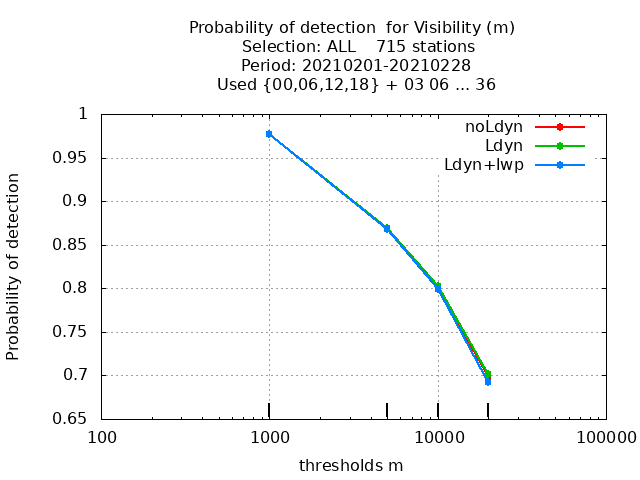 Probability of detection  for Visibility (m)
Selection: ALL    715 stations
Period: 20210201-20210228
Used {00,06,12,18} + 03 06 ... 36
noLdyn
Ldyn
Ldyn+lwp
Probability of detection
1
0.95
0.9
0.85
0.8
0.75
0.7
0.65
100
1000
10000
100000
thresholds m